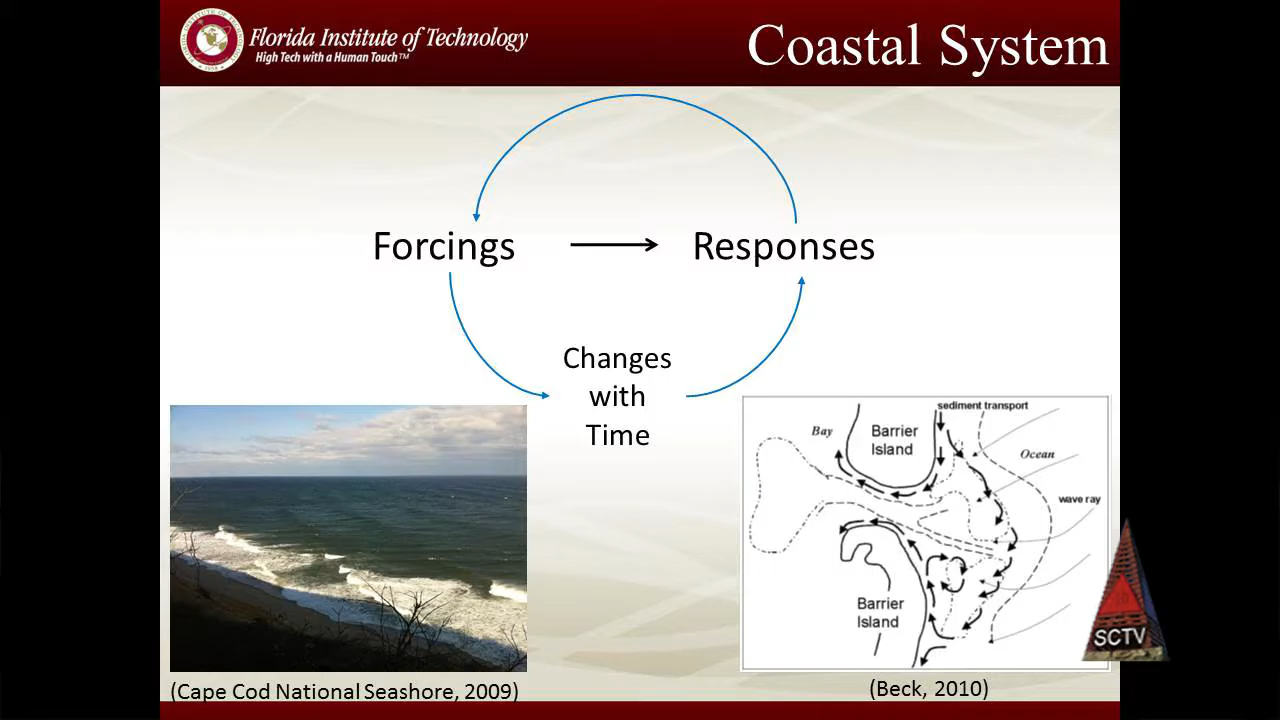 Florida Institute of Technology
High Tech with a Human Touch™
Coastal System
Forcings
Responses
Changes
with
Time
sediment transport
Bay
Barrier
Island
Ocean
wave ray
Barrier
Island
SCTV
(Cape Cod National Seashore, 2009)
(Beck, 2010)